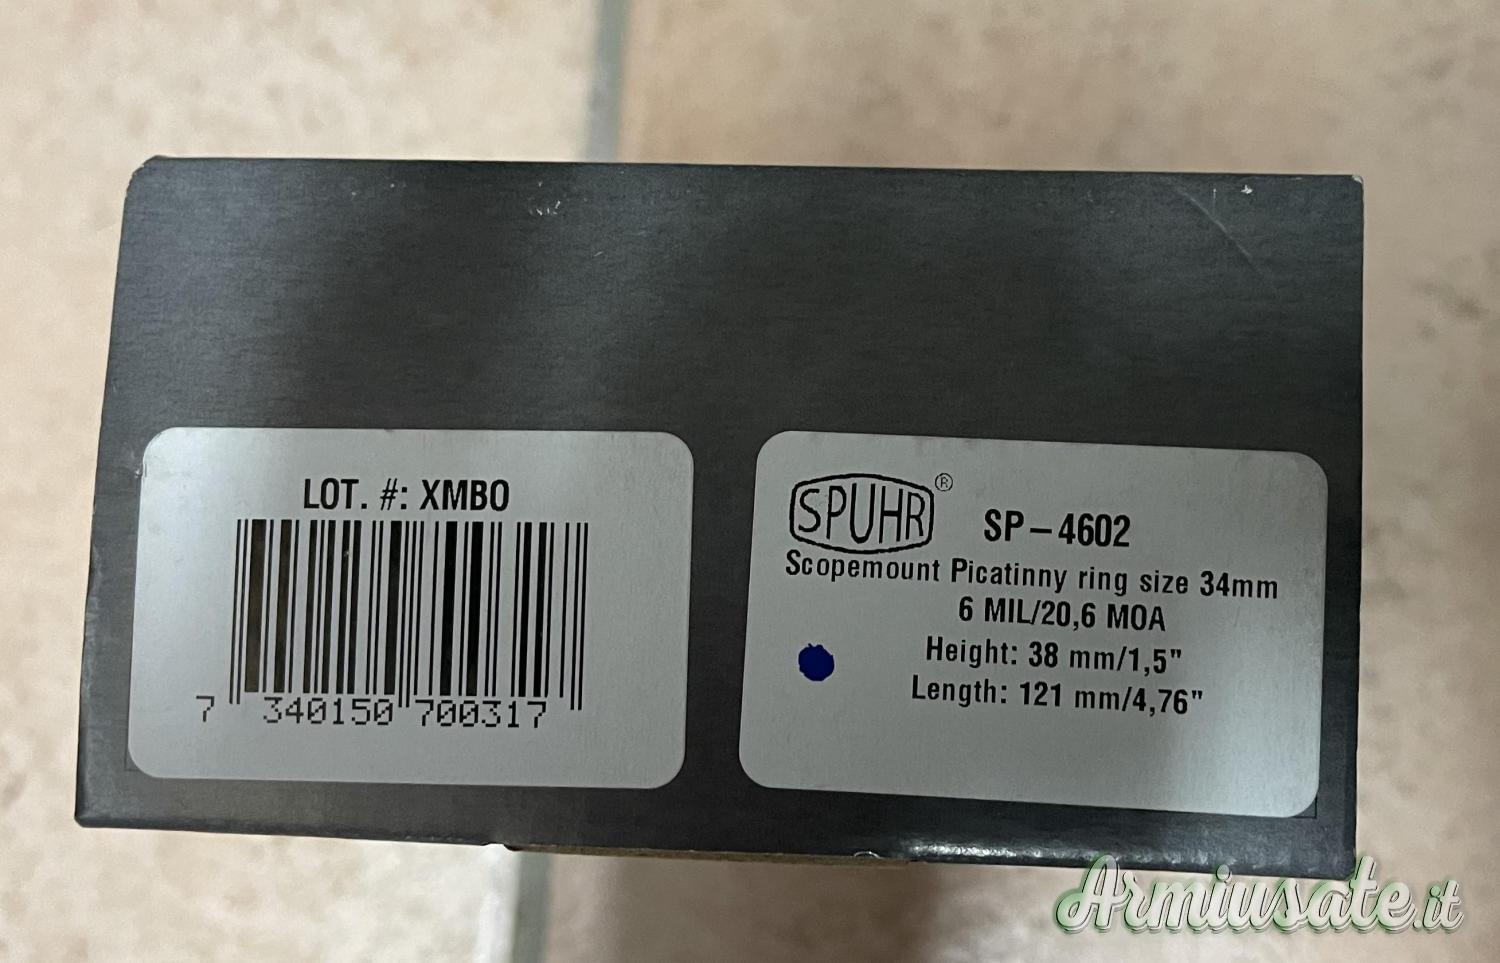 LOT. #: XMBO
7 340150 700317
SPUHR®
SP-4602
Scopemount Picatinny ring size 34mm
6 MIL/20,6 MOA
Height: 38 mm/1,5"
Length: 121 mm/4,76"
Armiusate.it